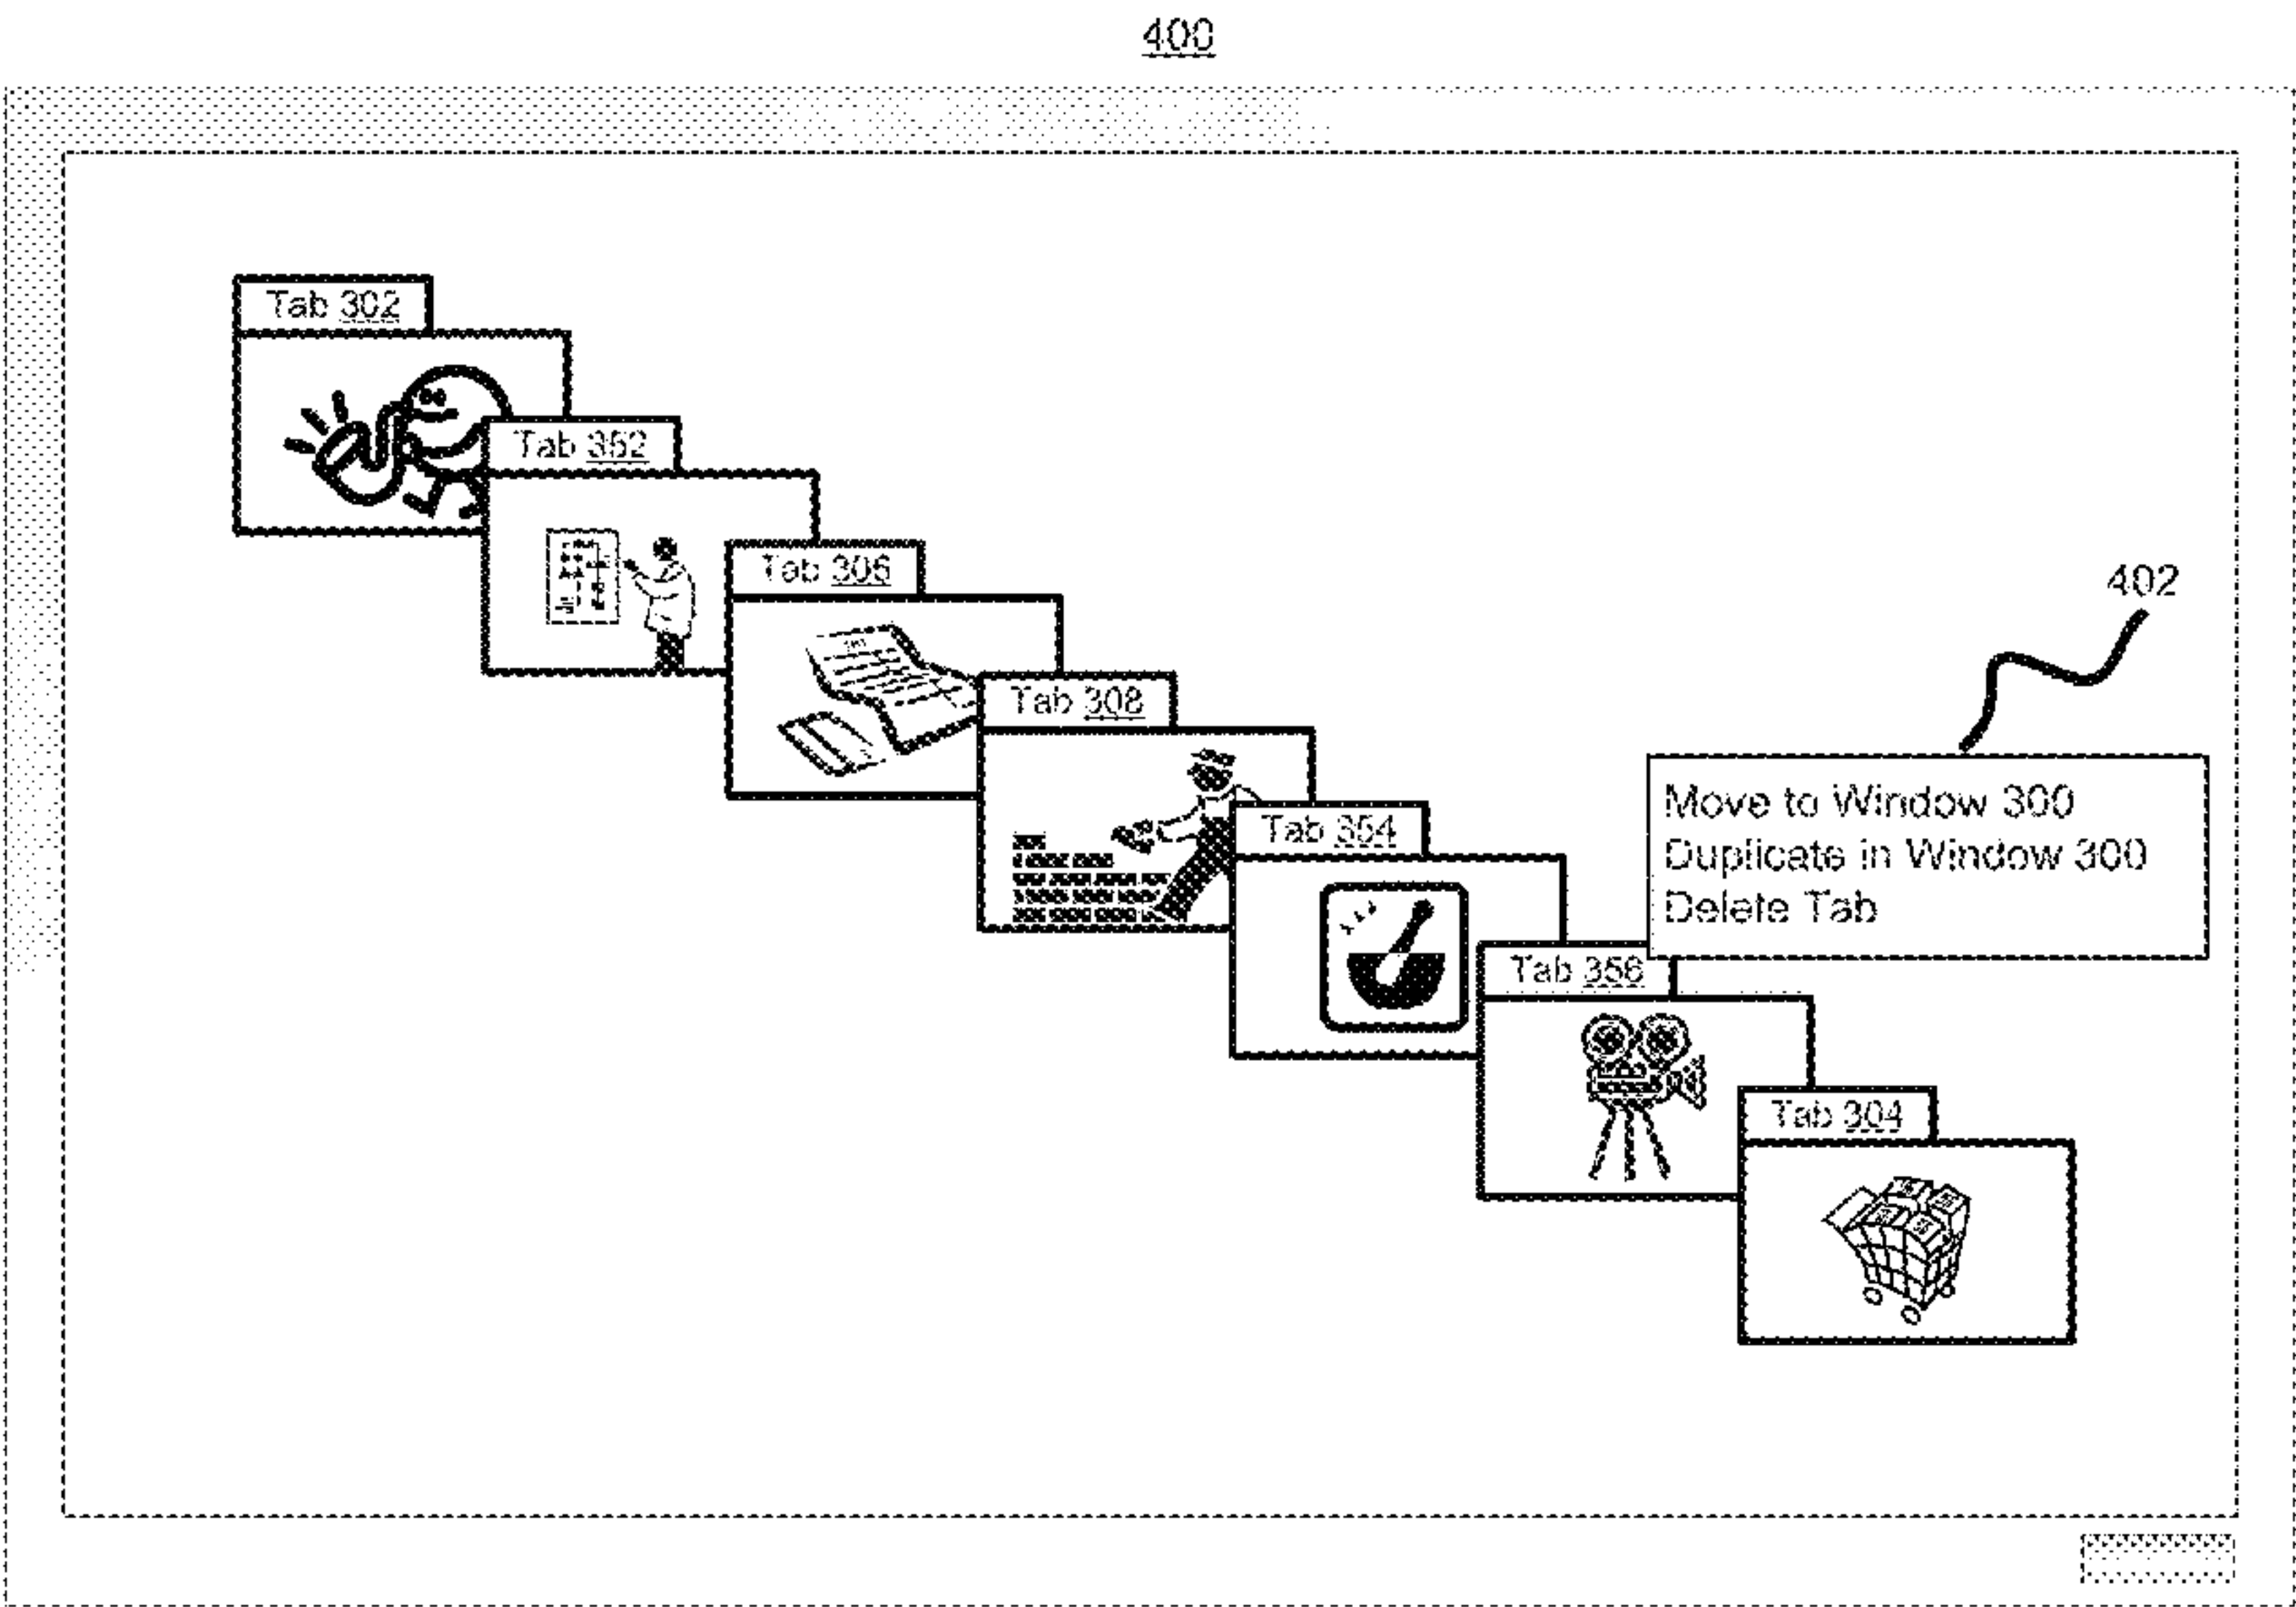 400
Tab 302
Tab 352
Tab 306
402
Tab 308
Move to Window 300
Tab 354
Duplicate in Window 300
Delete Tab
Tab 356
Tab 304